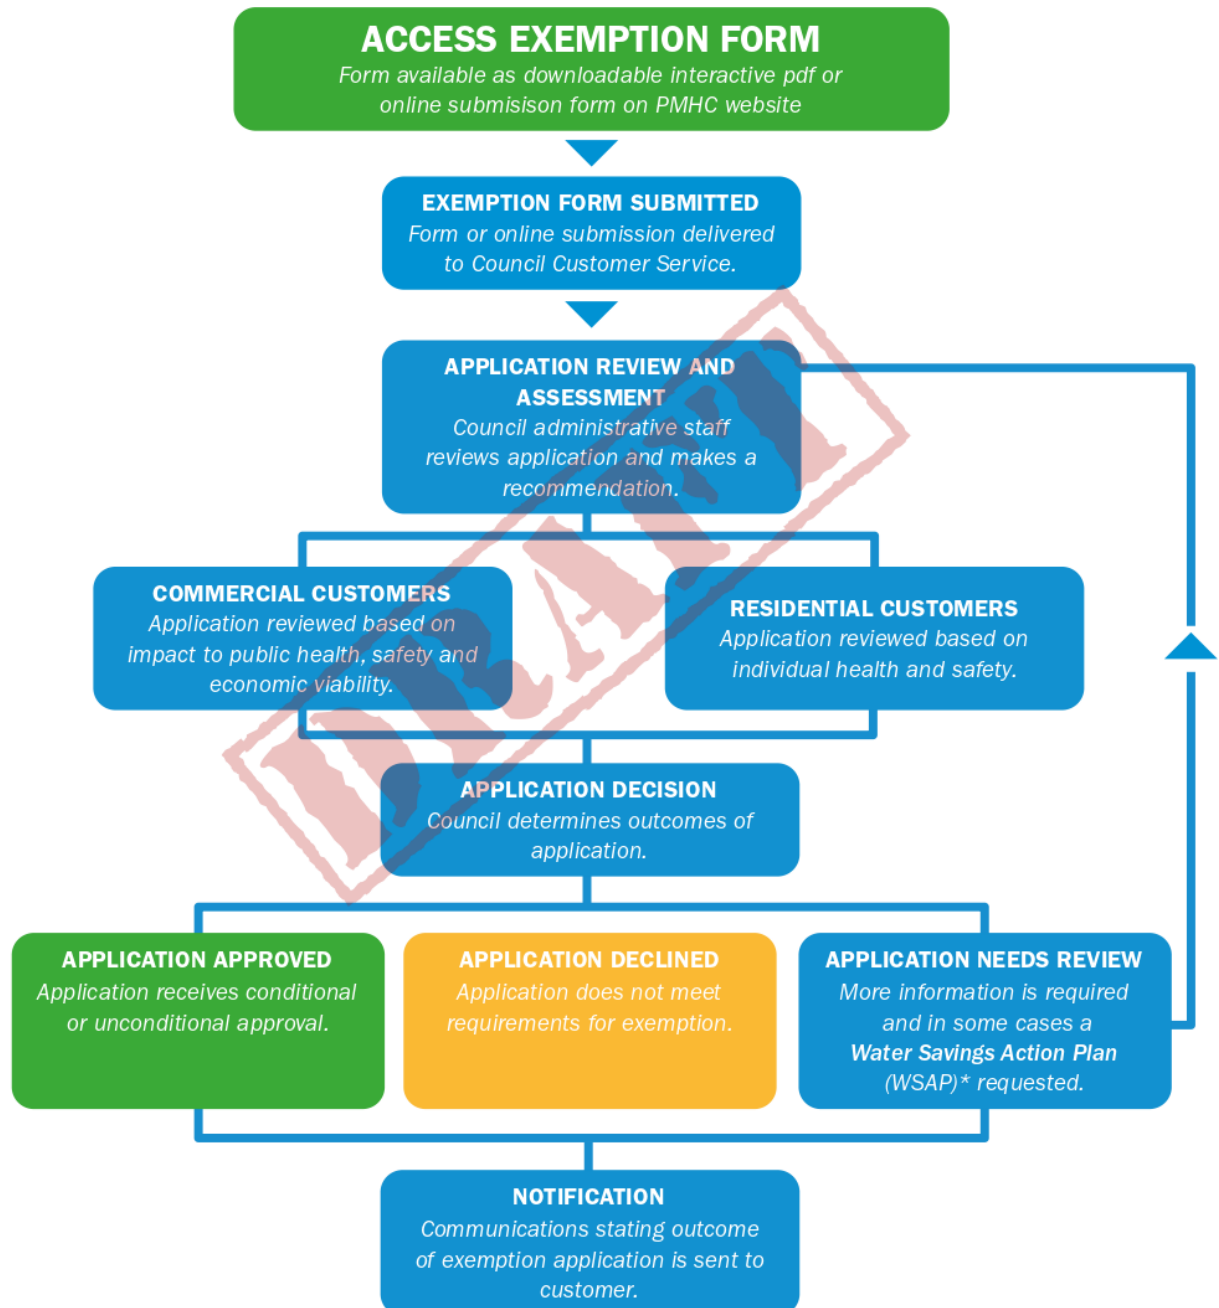 ACCESS EXEMPTION FORM
Form available as downloadable interactive pdf or
online submisison form on PMHC website
EXEMPTION FORM SUBMITTED
Form or online submission delivered
to Council Customer Service.
APPLICATION REVIEW AND
ASSESSMENT
Council administrative staff
reviews application and makes a
recommendation.
COMMERCIAL CUSTOMERS
Application reviewed based on
impact to public health, safety and
economic viability.
RESIDENTIAL CUSTOMERS
Application reviewed based on
individual health and safety.
APPLICATION DECISION
Council determines outcomes of
application.
APPLICATION APPROVED
Application receives conditional
or unconditional approval.
APPLICATION DECLINED
Application does not meet
requirements for exemption.
APPLICATION NEEDS REVIEW
More information is required
and in some cases a
Water Savings Action Plan
(WSAP)* requested.
NOTIFICATION
Communications stating outcome
of exemption application is sent to
customer.
DRAFT